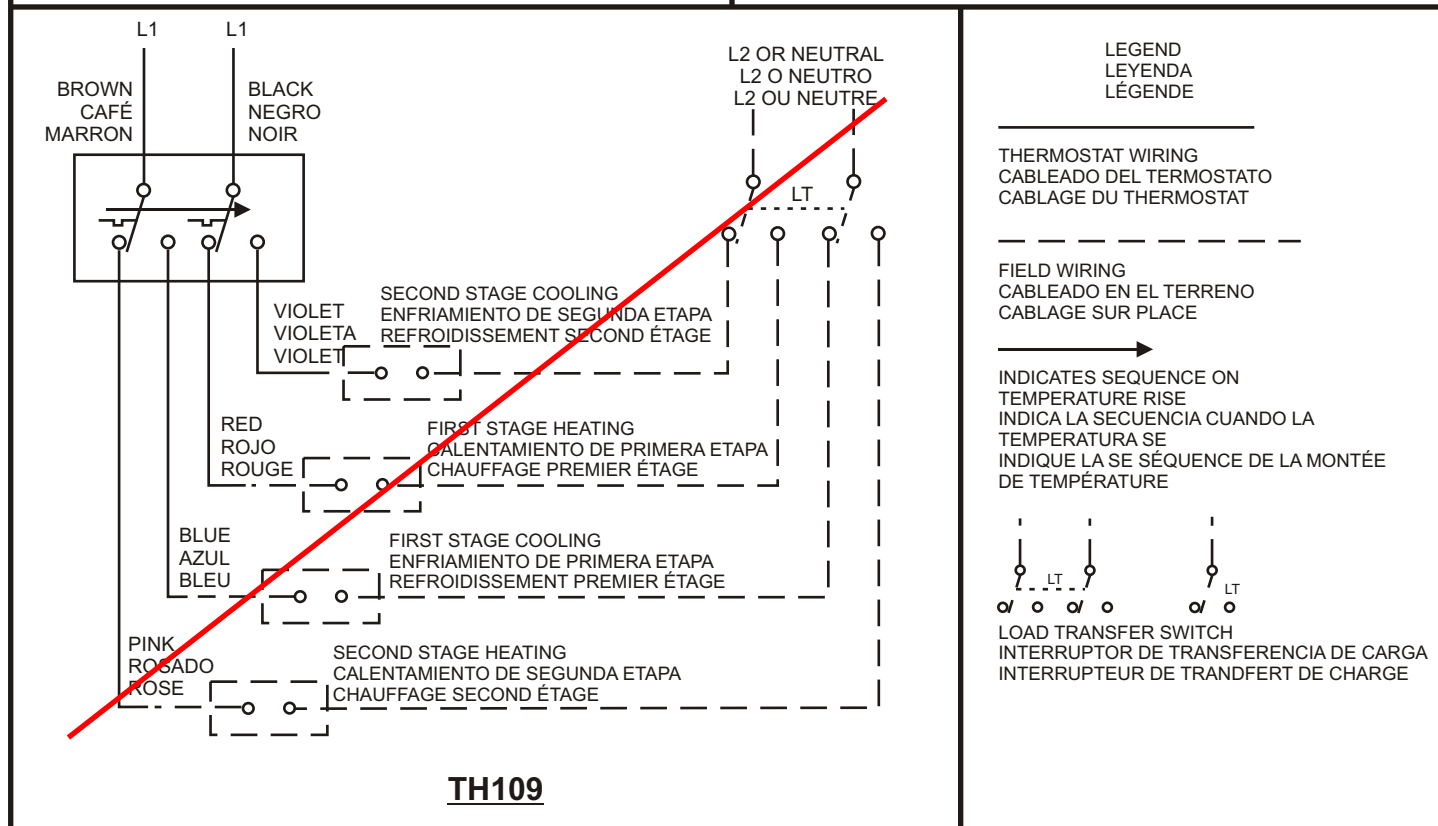 L1
L1
BROWN
CAFÉ
MARRON
BLACK
NEGRO
NOIR
L2 OR NEUTRAL
L2 O NEUTRO
L2 OU NEUTRE
LT
VIOLET
VIOLETA
VIOLET
SECOND STAGE COOLING
ENFRIAMIENTO DE SEGUNDA ETAPA
REFROIDISSEMENT SECOND ÉTAGE
RED
ROJO
ROUGE
FIRST STAGE HEATING
CALENTAMIENTO DE PRIMERA ETAPA
CHAUFFAGE PREMIER ÉTAGE
BLUE
AZUL
BLEU
FIRST STAGE COOLING
ENFRIAMIENTO DE PRIMERA ETAPA
REFROIDISSEMENT PREMIER ÉTAGE
PINK
ROSADO
ROSE
SECOND STAGE HEATING
CALENTAMIENTO DE SEGUNDA ETAPA
CHAUFFAGE SECOND ÉTAGE
TH109
LEGEND
LEYENDA
LÉGENDE
THERMOSTAT WIRING
CABLEADO DEL TERMOSTATO
CABLAGE DU THERMOSTAT
FIELD WIRING
CABLEADO EN EL TERRENO
CABLAGE SUR PLACE
INDICATES SEQUENCE ON
TEMPERATURE RISE
INDICA LA SECUENCIA CUANDO LA
TEMPERATURA SE
INDIQUE LA SE SÉQUENCE DE LA MONTÉE
DE TEMPÉRATURE
LT
LT
LOAD TRANSFER SWITCH
INTERRUPTOR DE TRANSFERENCIA DE CARGA
INTERRUPTEUR DE TRANDFERT DE CHARGE